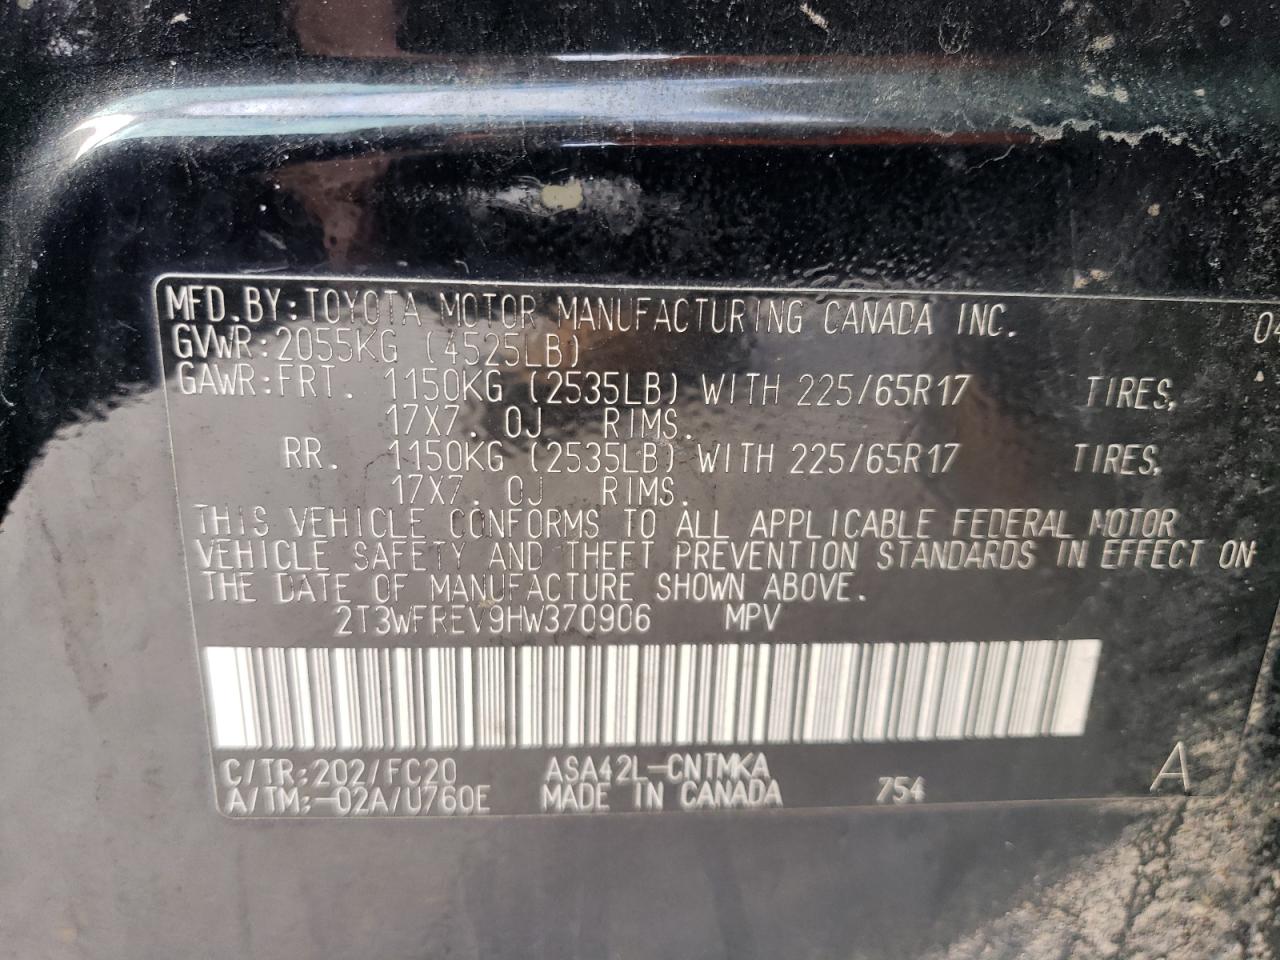 MFD.BY:TOYOTA MOTOR MANUFACTURING CANADA INC. 04
GVWR:2055KG (4525LB)
GAWR:FRT. 1150KG (2535LB) WITH 225/65R17 TIRES,
17X7.0J RIMS.
RR. 1150KG (2535LB) WITH 225/65R17 TIRES,
17X7.0J RIMS.
THIS VEHICLE CONFORMS TO ALL APPLICABLE FEDERAL MOTOR
VEHICLE SAFETY AND THEFT PREVENTION STANDARDS IN EFFECT ON
THE DATE OF MANUFACTURE SHOWN ABOVE.
2T3WFREV9HW370906 MPV
C/TR:202/FC20 ASA42L-CNTMKA
A/TM:-02A/U760E MADE IN CANADA 754 A